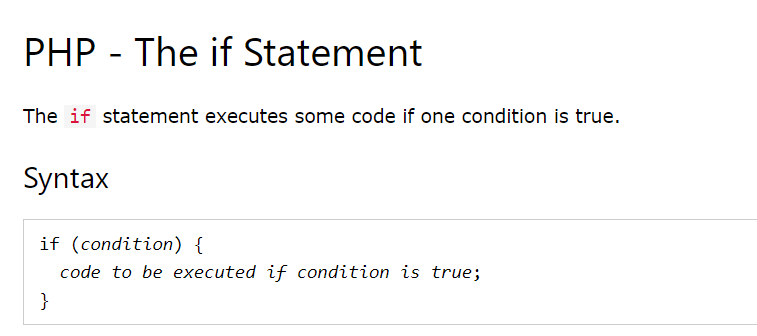 PHP - The if Statement
The if statement executes some code if one condition is true.
Syntax
if (condition) {
  code to be executed if condition is true;
}